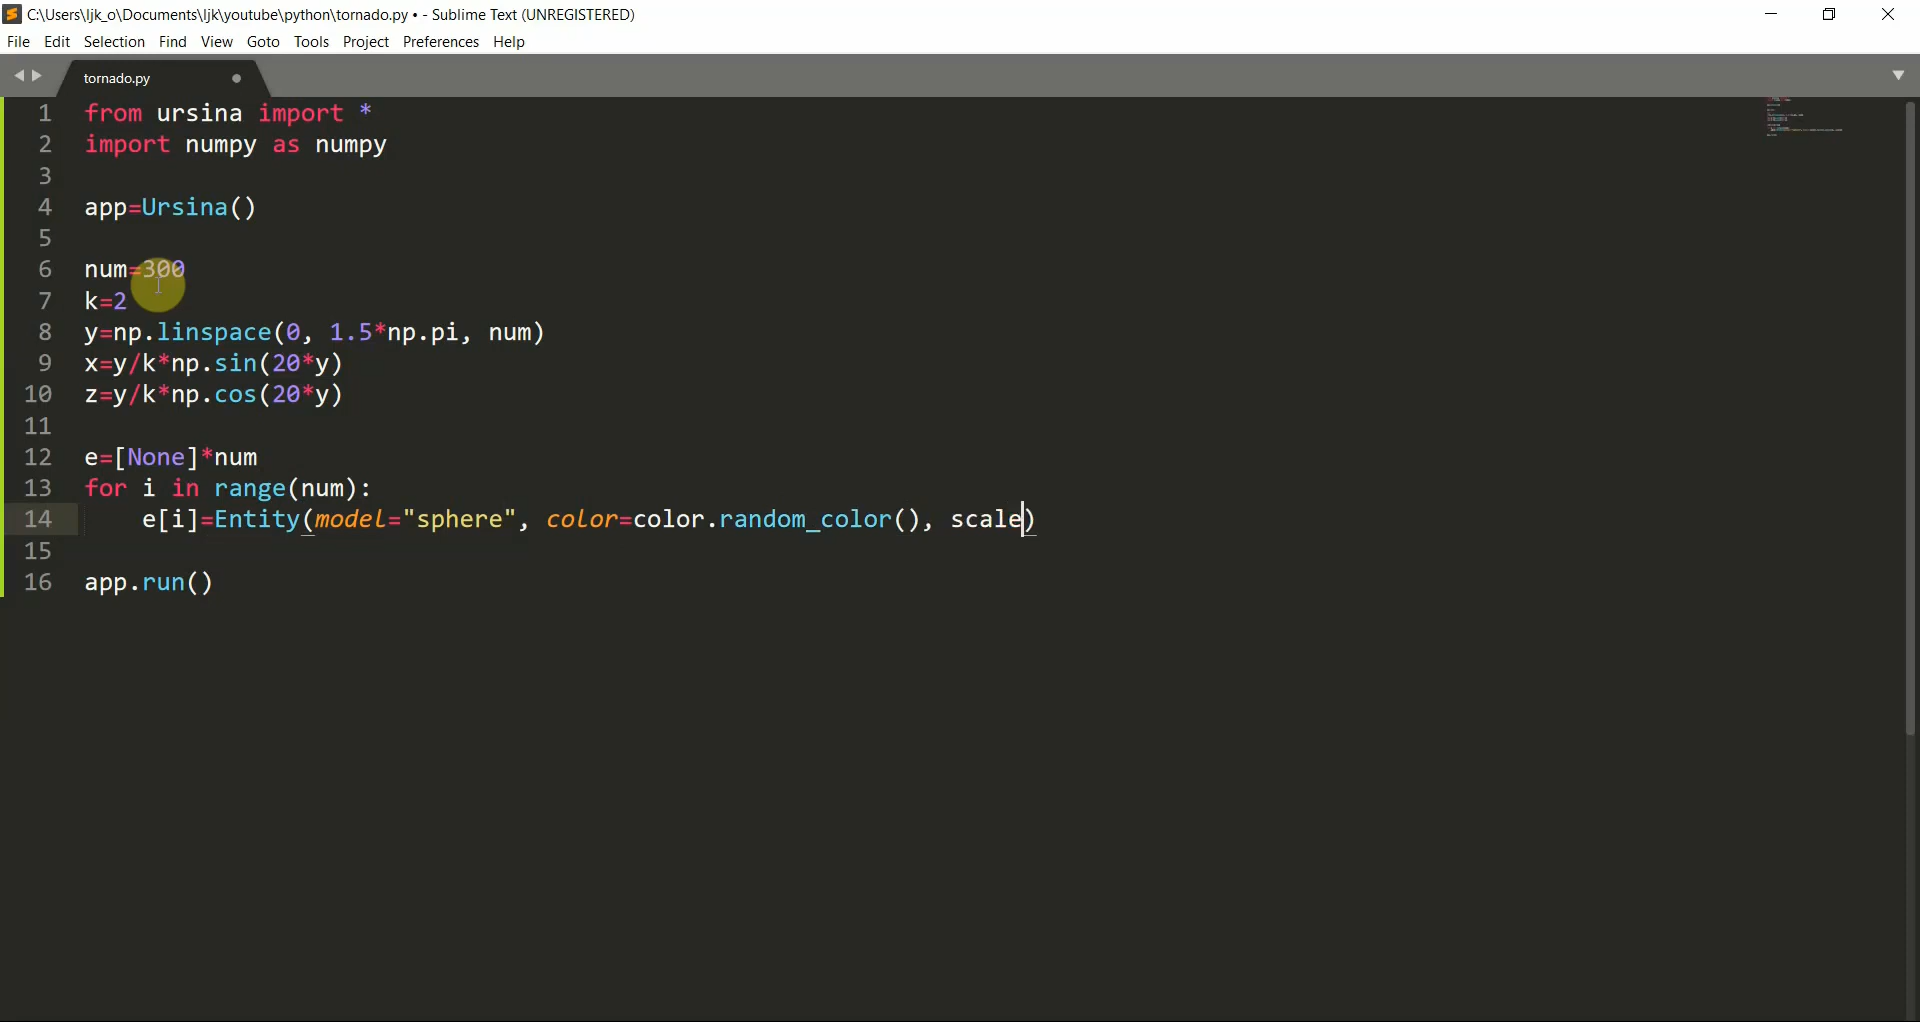 C:\Users\ljk_o\Documents\ljk\youtube\python\tornado.py • - Sublime Text (UNREGISTERED)
File Edit Selection Find View Goto Tools Project Preferences Help
tornado.py
1 from ursina import *
2 import numpy as numpy
3
4 app=Ursina()
5
6 num=300
7 k=2
8 y=np.linspace(0, 1.5*np.pi, num)
9 x=y/k*np.sin(20*y)
10 z=y/k*np.cos(20*y)
11
12 e=[None]*num
13 for i in range(num):
14 e[i]=Entity(model="sphere", color=color.random_color(), scale)
15
16 app.run()